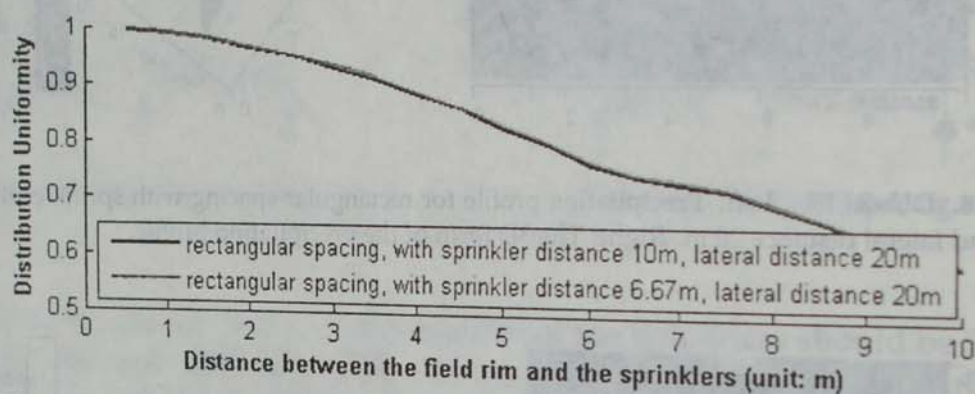 Distribution Uniformity
1
0.9
0.8
0.7
0.6
0.5
rectangular spacing, with sprinkler distance 10m, lateral distance 20m
rectangular spacing, with sprinkler distance 6.67m, lateral distance 20m
0 1 2 3 4 5 6 7 8 9 10
Distance between the field rim and the sprinklers (unit: m)